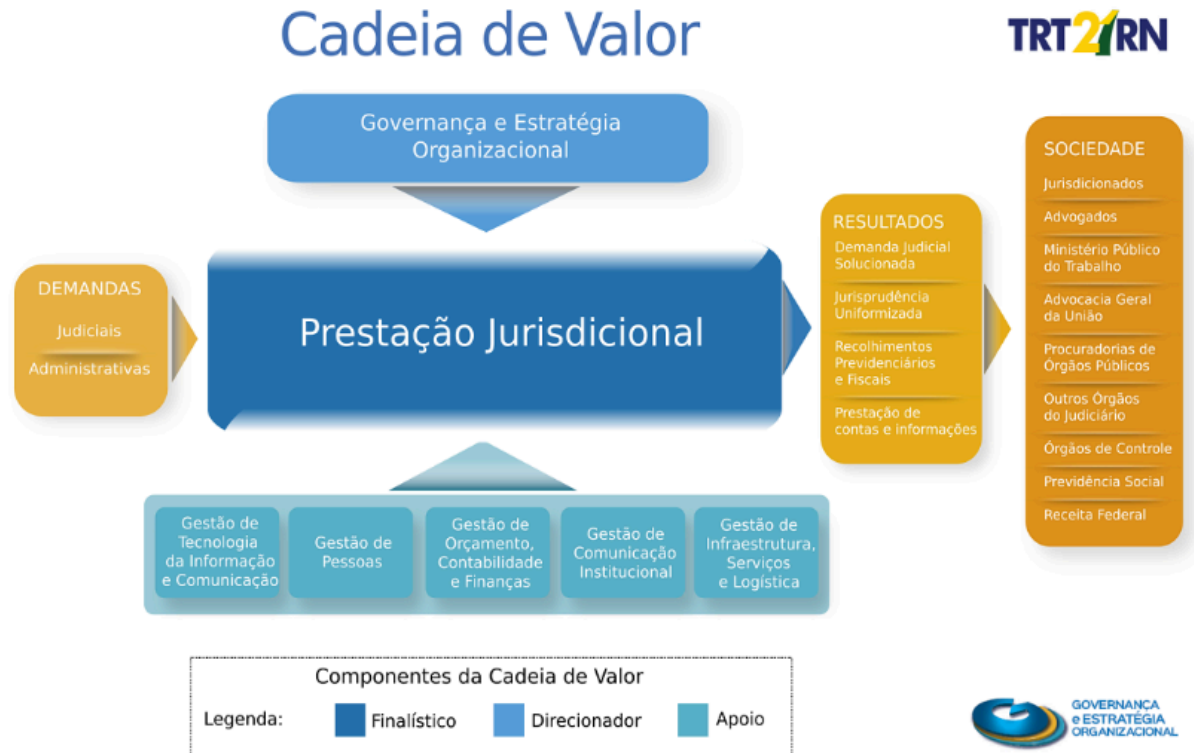 Cadeia de Valor
TRT21RN
Governança e Estratégia
Organizacional
DEMANDAS
Judiciais
Administrativas
Prestação Jurisdicional
RESULTADOS
Demanda Judicial
Solucionada
Jurisprudência
Uniformizada
Recolhimentos
Previdenciários
e Fiscais
Prestação de
contas e informações
SOCIEDADE
Jurisdicionados
Advogados
Ministério Público
do Trabalho
Advocacia Geral
da União
Procuradorias de
Órgãos Públicos
Outros Órgãos
do Judiciário
Órgãos de Controle
Previdência Social
Receita Federal
Gestão de
Tecnologia
da Informação
e Comunicação
Gestão de
Pessoas
Gestão de
Orçamento,
Contabilidade
e Finanças
Gestão de
Comunicação
Institucional
Gestão de
Infraestrutura,
Serviços
e Logística
Componentes da Cadeia de Valor
Legenda: Finalístico Direcionador Apoio
GOVERNANÇA
e ESTRATÉGIA
ORGANIZACIONAL